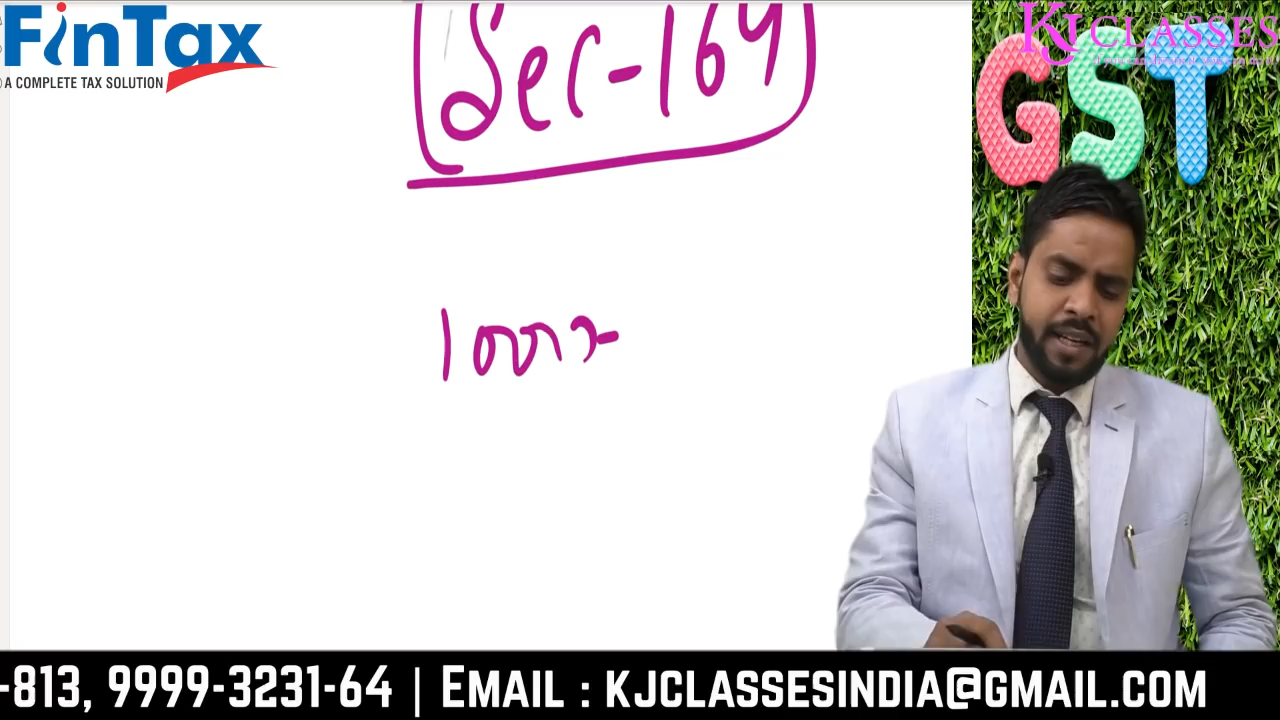 FinTax
A COMPLETE TAX SOLUTION
KJ CLASSES
GST
Sec-164
-813, 9999-3231-64 | EMAIL : KJCLASSESINDIA@GMAIL.COM